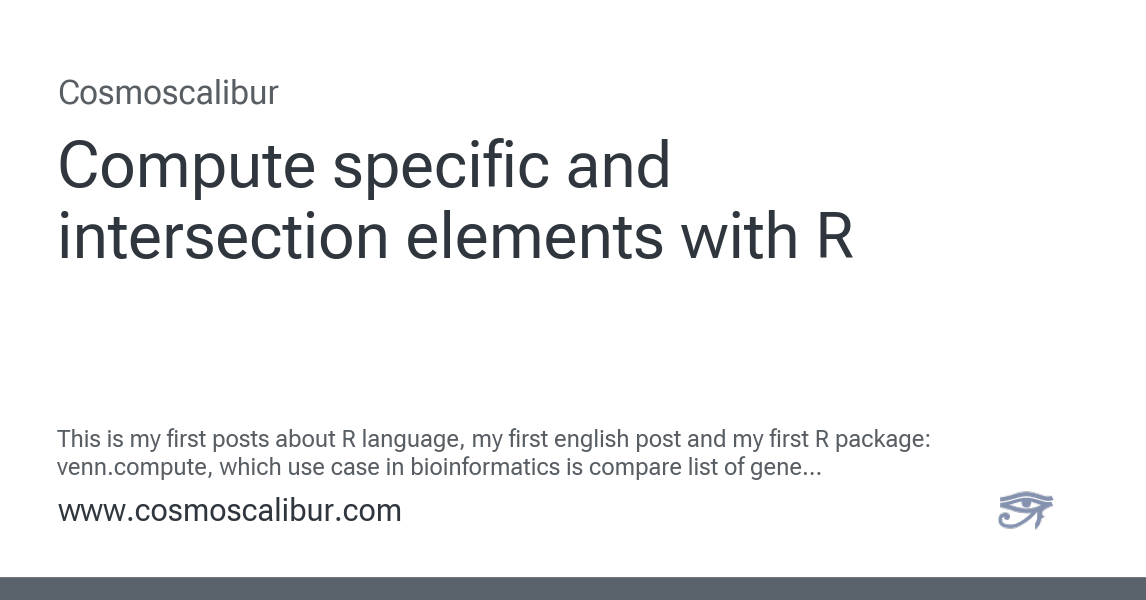 Cosmoscalibur
Compute specific and
intersection elements with R
This is my first posts about R language, my first english post and my first R package:
venn.compute, which use case in bioinformatics is compare list of gene...
www.cosmoscalibur.com